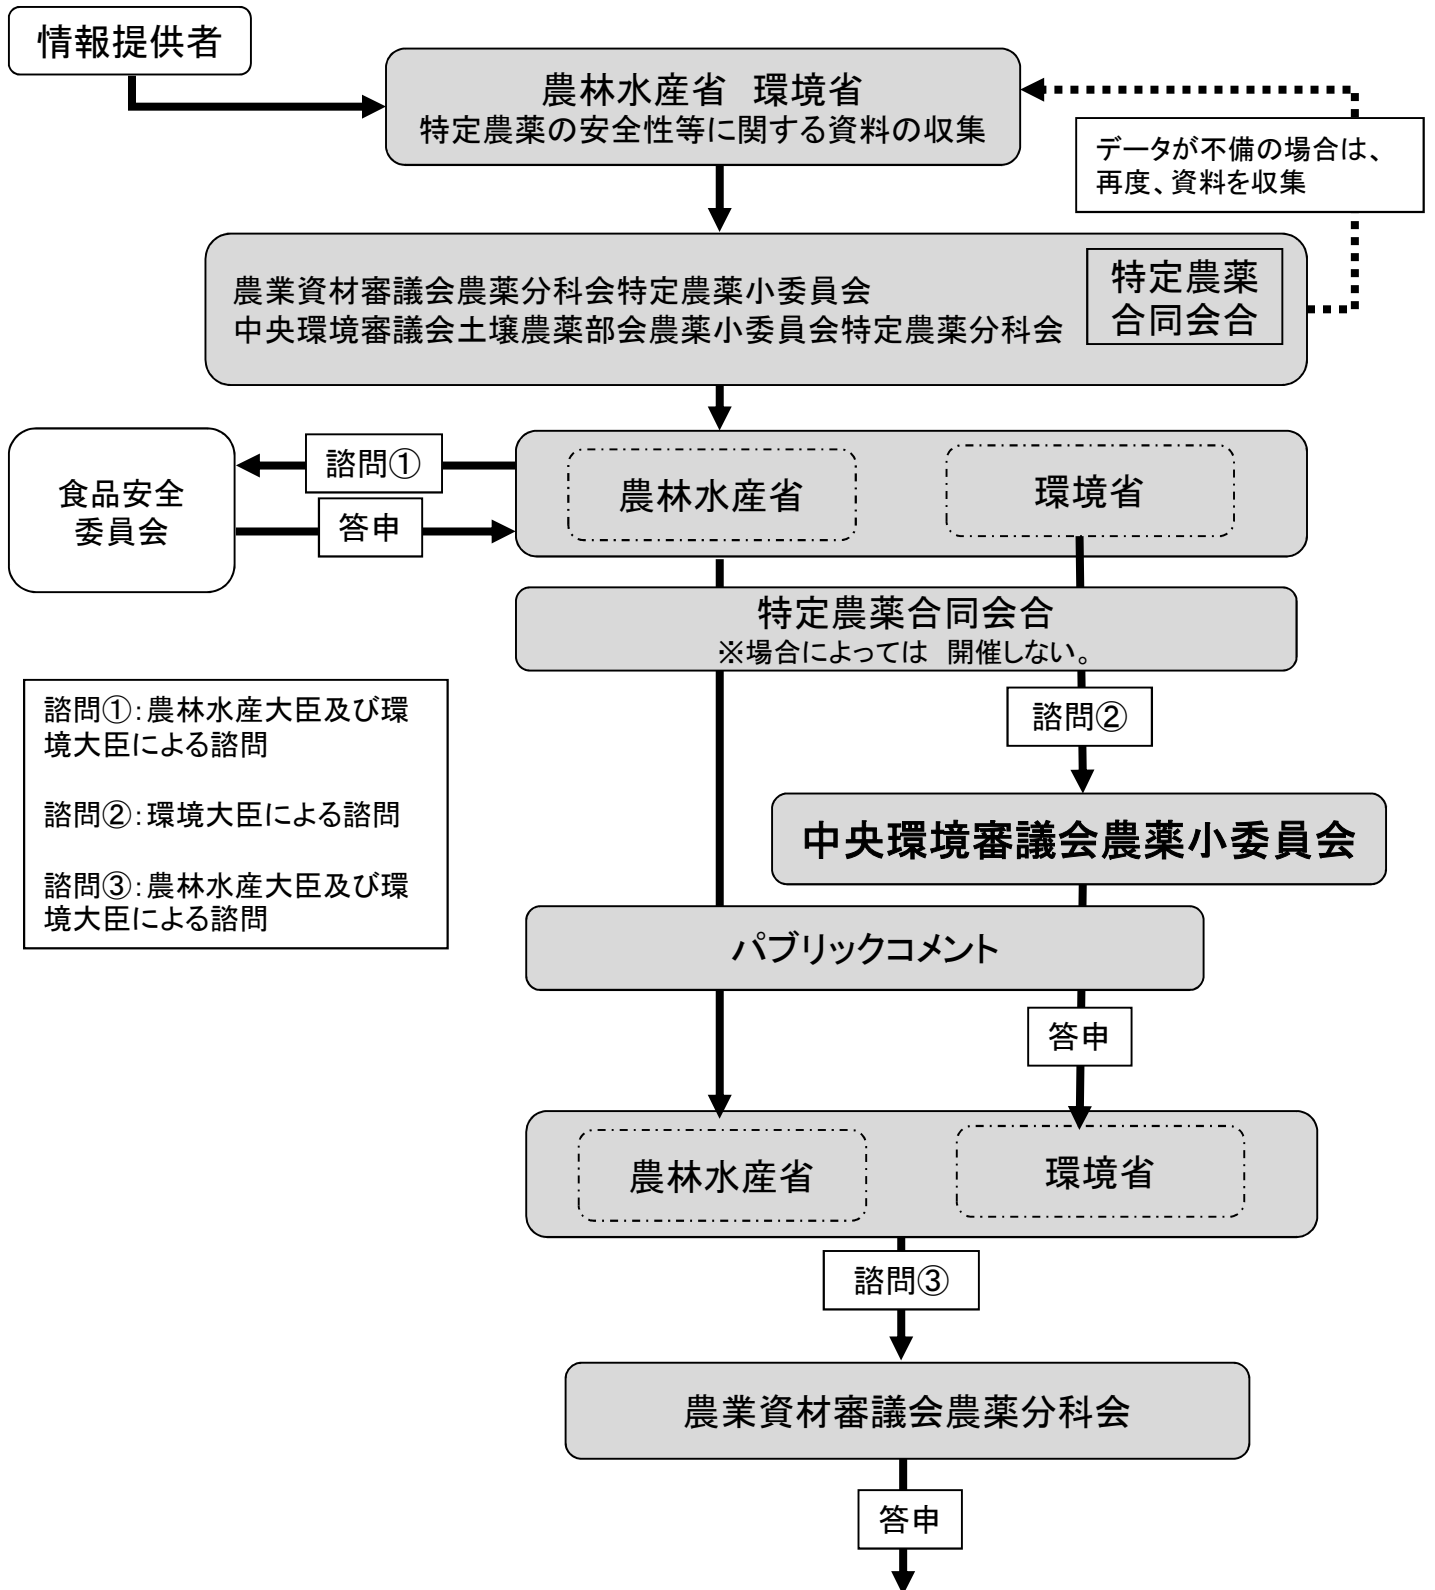 情報提供者
農林水産省　環境省
特定農薬の安全性等に関する資料の収集
データが不備の場合は、
再度、資料を収集
農業資材審議会農薬分科会特定農薬小委員会
中央環境審議会土壌農薬部会農薬小委員会特定農薬分科会
特定農薬
合同会合
食品安全
委員会
諮問①
答申
農林水産省
環境省
特定農薬合同会合
※場合によっては　開催しない。
諮問①：農林水産大臣及び環
境大臣による諮問
諮問②：環境大臣による諮問
諮問③：農林水産大臣及び環
境大臣による諮問
諮問②
中央環境審議会農薬小委員会
パブリックコメント
答申
農林水産省
環境省
諮問③
農業資材審議会農薬分科会
答申